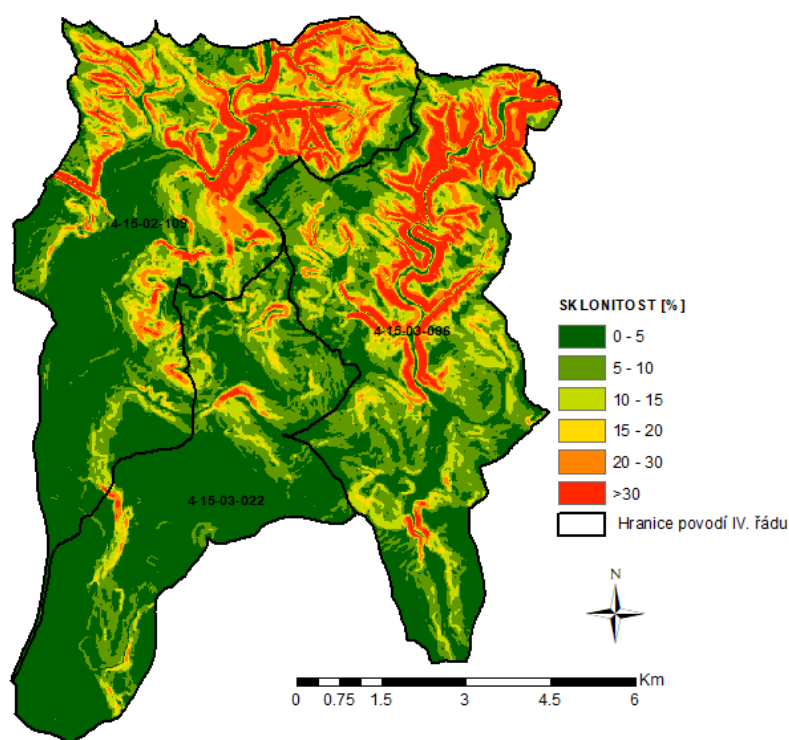 4-15-02-109
4-15-03-096
4-15-03-022
SKLONITOST [%]
0 - 5
5 - 10
10 - 15
15 - 20
20 - 30
>30
Hranice povodí IV. řádu
N
Km
0 0.75 1.5 3 4.5 6